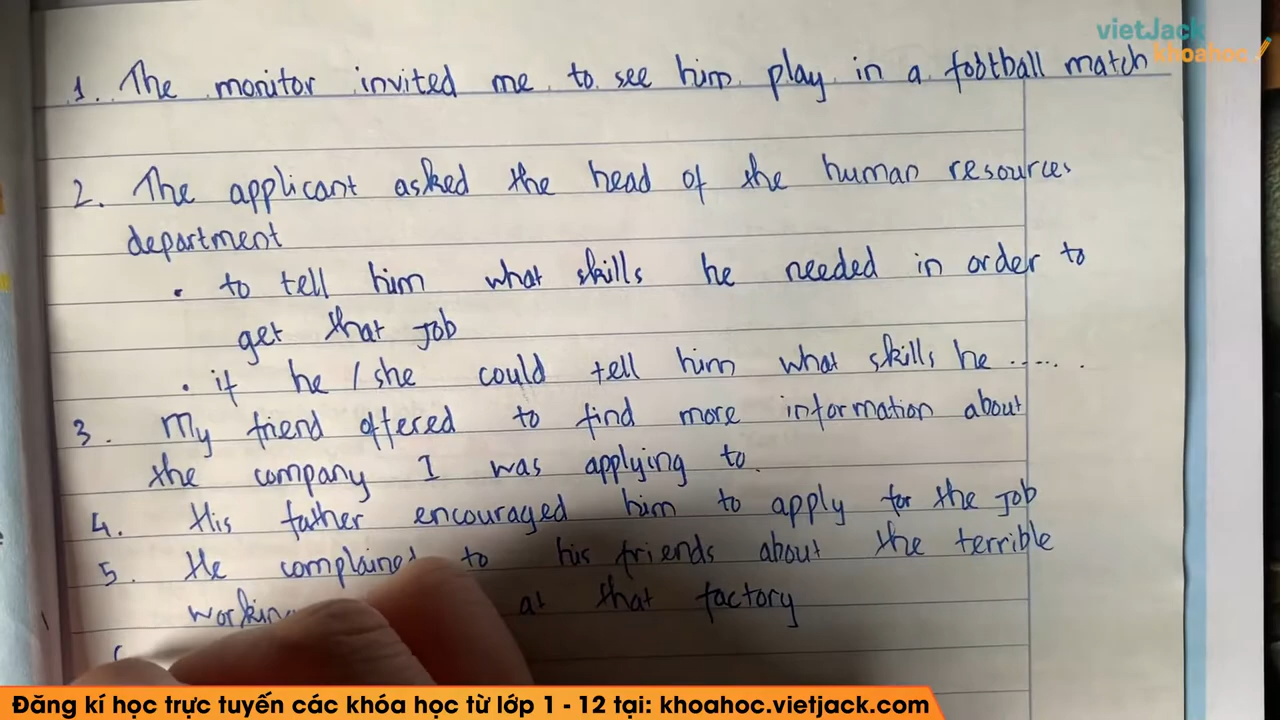 vietJack
khoahoc
1. The monitor invited me to see him play in a football match
2. The applicant asked the head of the human resources
department
• to tell him what skills he needed in order to
get that job
• if he / she could tell him what skills he .......
3. My friend offered to find more information about
the company I was applying to.
4. His father encouraged him to apply for the job
5. He complained to his friends about the terrible
at that factory
Đăng kí học trực tuyến các khóa học từ lớp 1 - 12 tại: khoahoc.vietjack.com